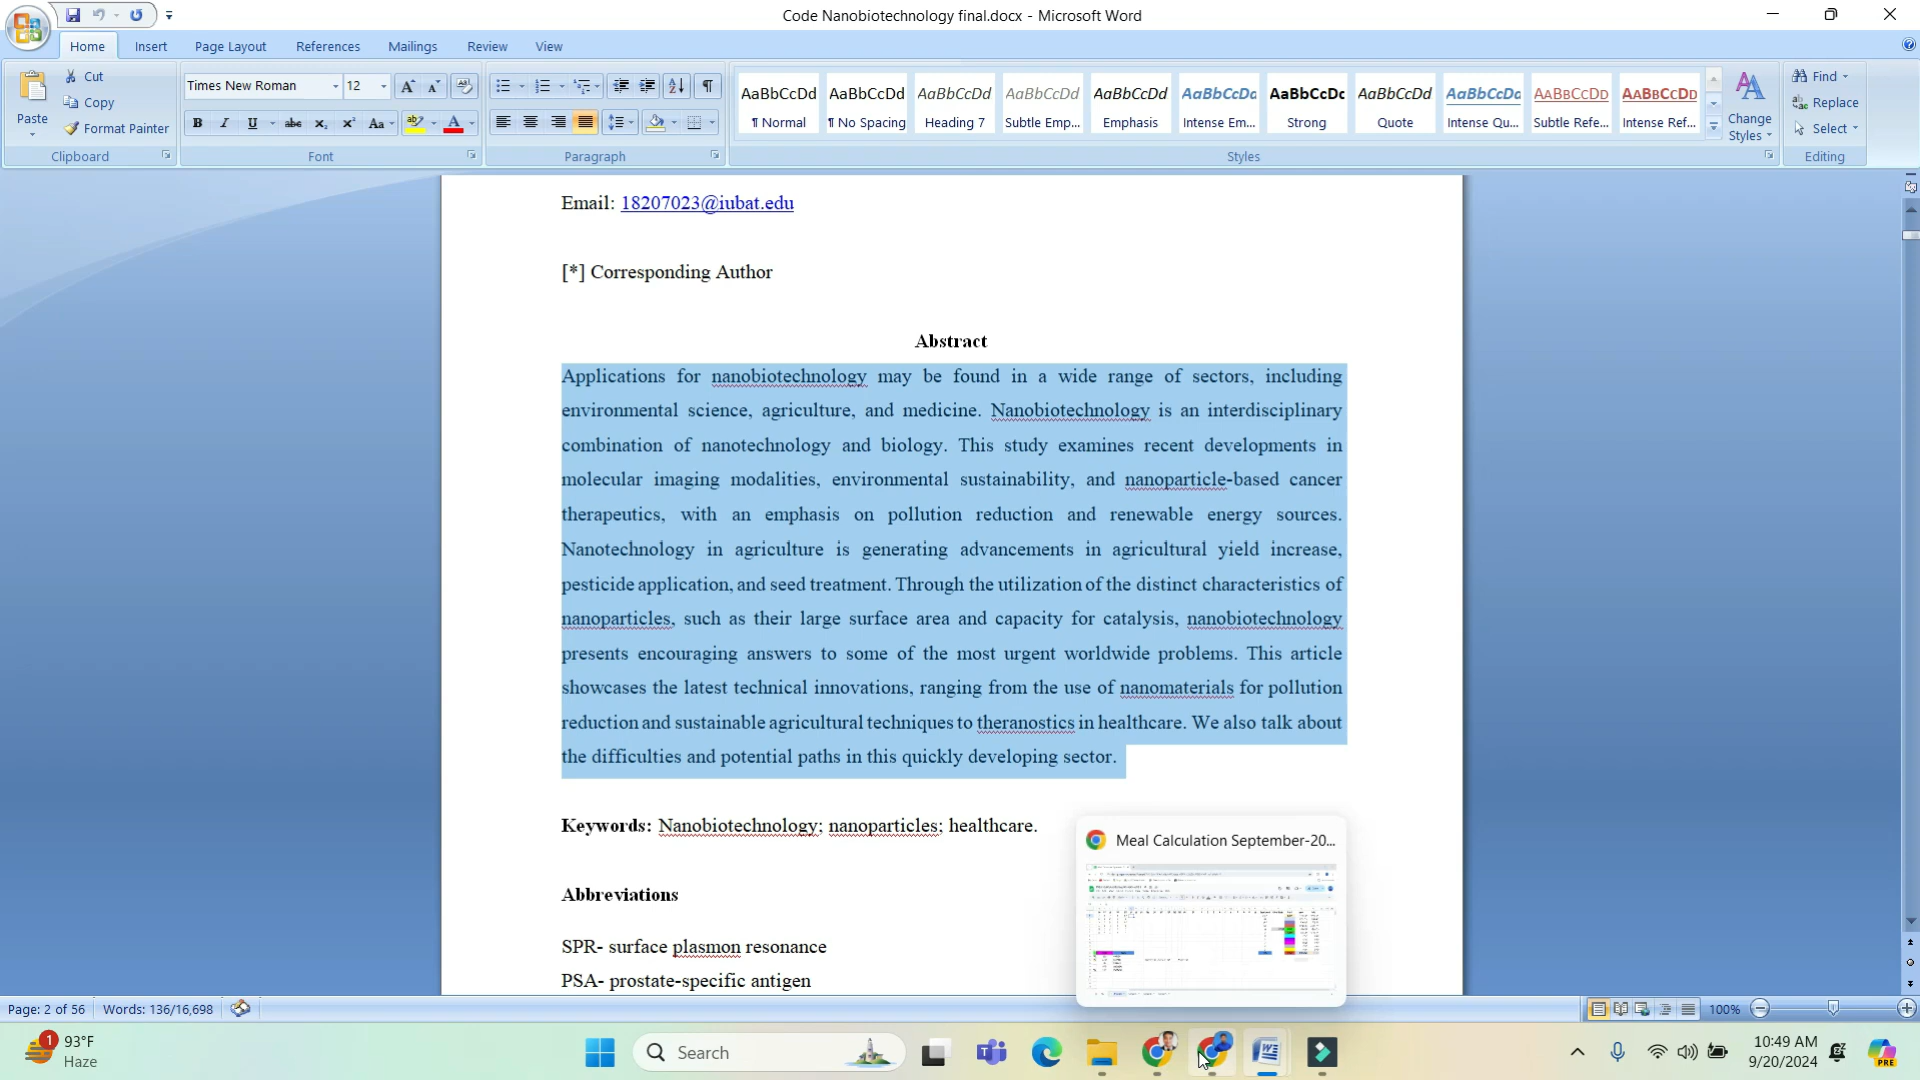 Code Nanobiotechnology final.docx - Microsoft Word
Home Insert Page Layout References Mailings Review View
Paste
Cut
Copy
Format Painter
Clipboard
Times New Roman 12
Font
Paragraph
AaBbCcDd AaBbCcDd AaBbCcDd AaBbCcDd AaBbCcDd AaBbCcDd AaBbCcDc AaBbCcDd AaBbCcDd AaBbCcDd AaBbCcDd
¶ Normal ¶ No Spacing Heading 7 Subtle Emp... Emphasis Intense Em... Strong Quote Intense Qu... Subtle Refe... Intense Ref...
Change Styles
Styles
Find
Replace
Select
Editing
Email: 18207023@iubat.edu
[*] Corresponding Author
Abstract
Applications for nanobiotechnology may be found in a wide range of sectors, including
environmental science, agriculture, and medicine. Nanobiotechnology is an interdisciplinary
combination of nanotechnology and biology. This study examines recent developments in
molecular imaging modalities, environmental sustainability, and nanoparticle-based cancer
therapeutics, with an emphasis on pollution reduction and renewable energy sources.
Nanotechnology in agriculture is generating advancements in agricultural yield increase,
pesticide application, and seed treatment. Through the utilization of the distinct characteristics of
nanoparticles, such as their large surface area and capacity for catalysis, nanobiotechnology
presents encouraging answers to some of the most urgent worldwide problems. This article
showcases the latest technical innovations, ranging from the use of nanomaterials for pollution
reduction and sustainable agricultural techniques to theranostics in healthcare. We also talk about
the difficulties and potential paths in this quickly developing sector.
Keywords: Nanobiotechnology; nanoparticles; healthcare.
Abbreviations
SPR- surface plasmon resonance
PSA- prostate-specific antigen
Meal Calculation September-20...
Page: 2 of 56 Words: 136/16,698
100%
1
93°F
Haze
Search
10:49 AM
9/20/2024
PRE